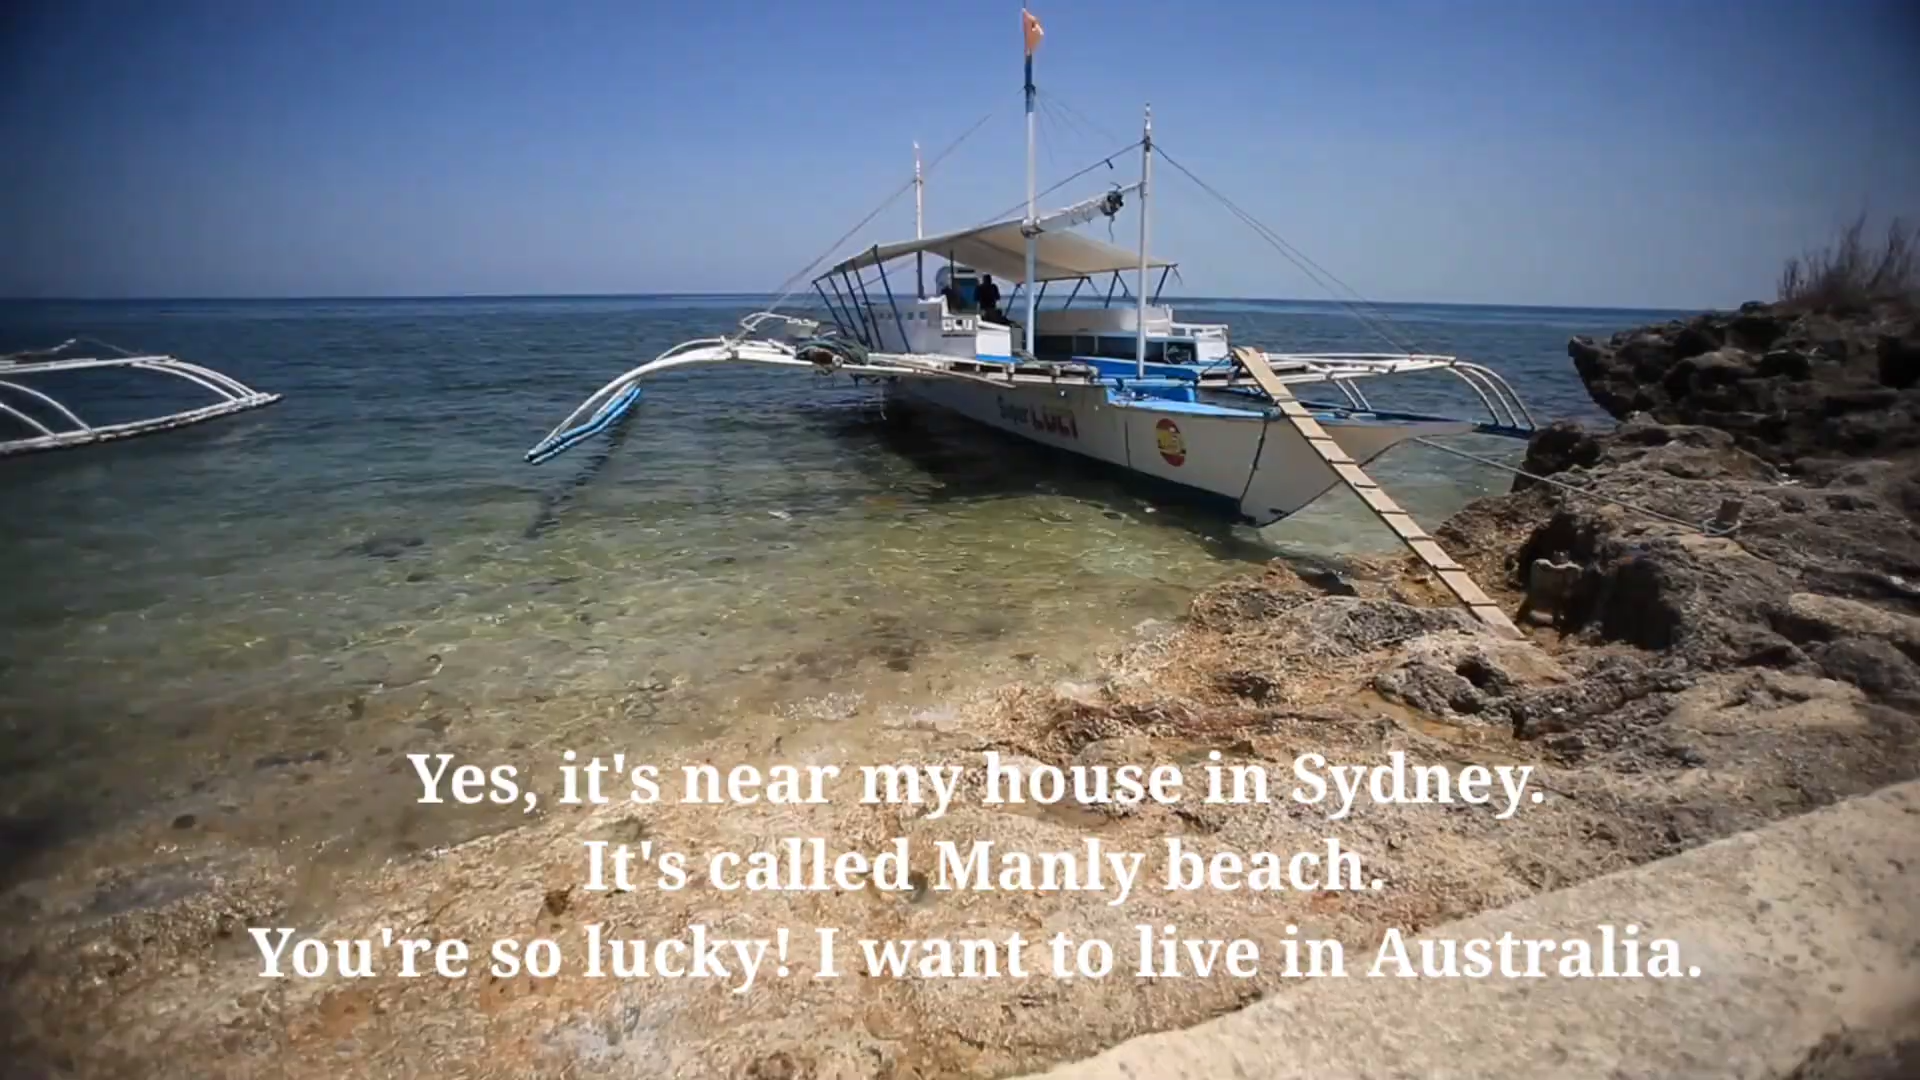 Super
Yes, it's near my house in Sydney.
It's called Manly beach.
You're so lucky! I want to live in Australia.